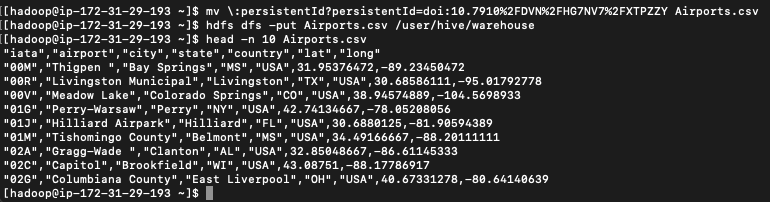 [hadoop@ip-172-31-29-193 ~]$ mv \:persistentId?persistentId=doi:10.7910%2FDVN%2FHG7NV7%2FXTPZZY Airports.csv
[hadoop@ip-172-31-29-193 ~]$ hdfs dfs -put Airports.csv /user/hive/warehouse
[hadoop@ip-172-31-29-193 ~]$ head -n 10 Airports.csv
"iata","airport","city","state","country","lat","long"
"00M","Thigpen ","Bay Springs","MS","USA",31.95376472,-89.23450472
"00R","Livingston Municipal","Livingston","TX","USA",30.68586111,-95.01792778
"00V","Meadow Lake","Colorado Springs","CO","USA",38.94574889,-104.5698933
"01G","Perry-Warsaw","Perry","NY","USA",42.74134667,-78.05208056
"01J","Hilliard Airpark","Hilliard","FL","USA",30.6880125,-81.90594389
"01M","Tishomingo County","Belmont","MS","USA",34.49166667,-88.20111111
"02A","Gragg-Wade ","Clanton","AL","USA",32.85048667,-86.61145333
"02C","Capitol","Brookfield","WI","USA",43.08751,-88.17786917
"02G","Columbiana County","East Liverpool","OH","USA",40.67331278,-80.64140639
[hadoop@ip-172-31-29-193 ~]$